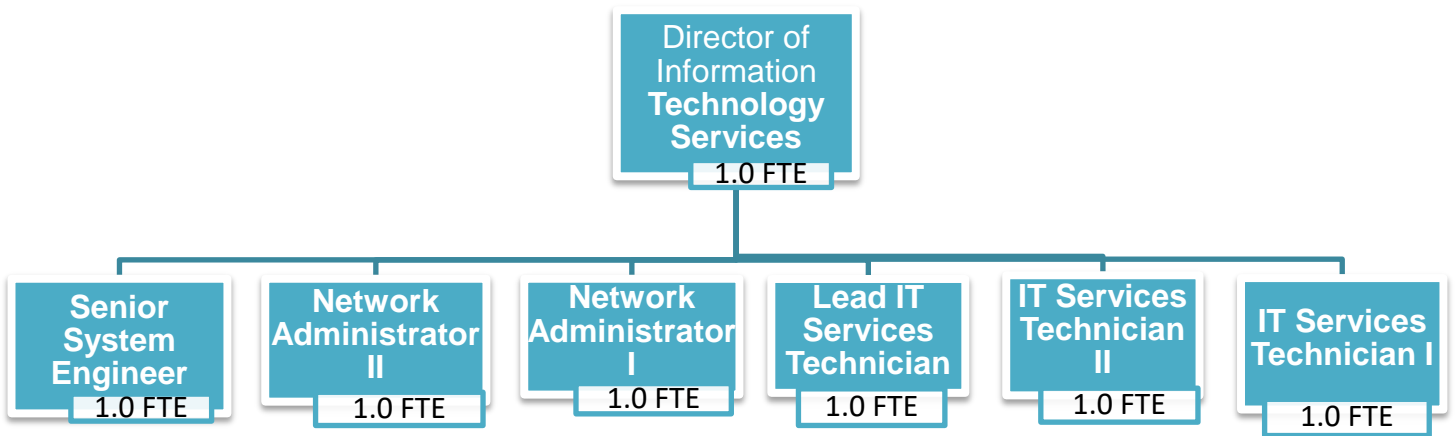 Director of
Information
Technology
Services
1.0 FTE
Senior
System
Engineer
1.0 FTE
Network
Administrator
II
1.0 FTE
Network
Administrator
I
1.0 FTE
Lead IT
Services
Technician
1.0 FTE
IT Services
Technician
II
1.0 FTE
IT Services
Technician I
1.0 FTE